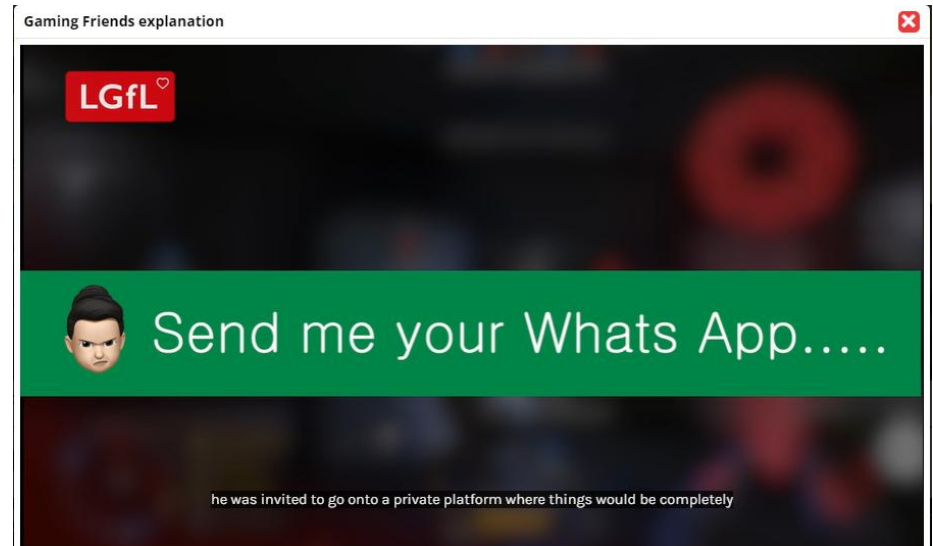 Gaming Friends explanation
LGfL
Send me your Whats App.....
he was invited to go onto a private platform where things would be completely